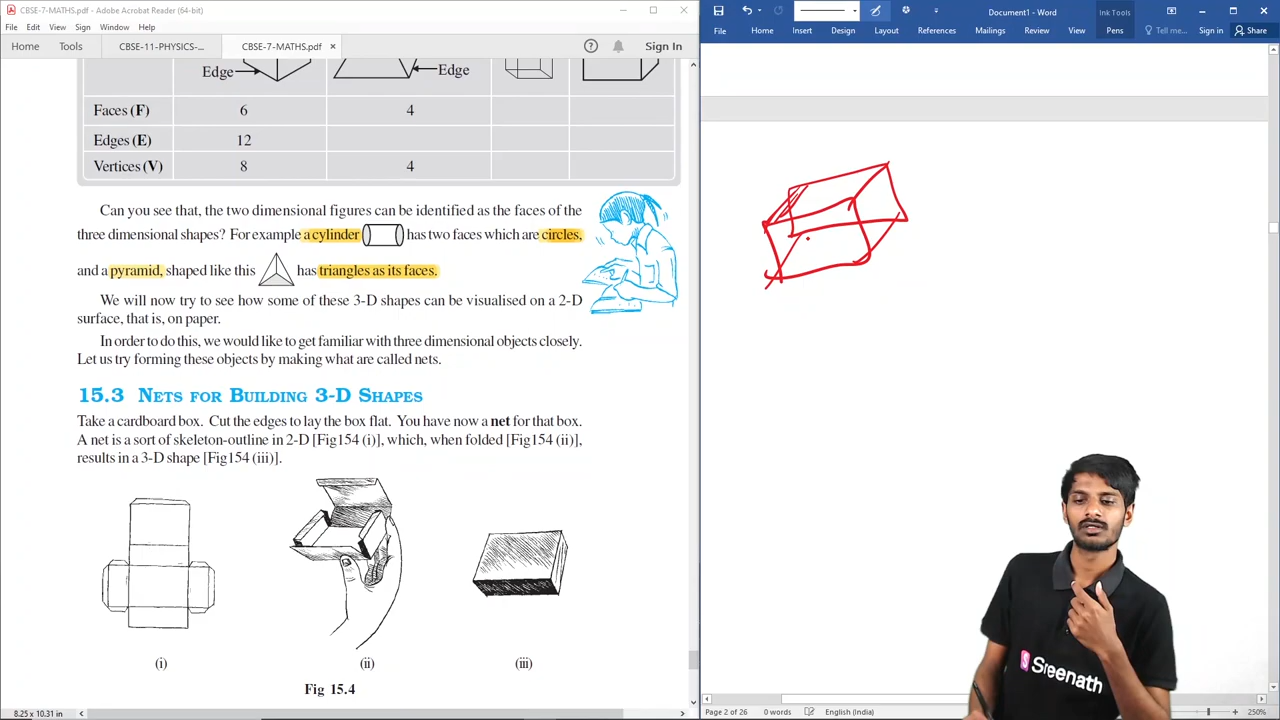 CBSE-7-MATHS.pdf - Adobe Acrobat Reader (64-bit)
File Edit View Sign Window Help
Home Tools CBSE-11-PHYSICS-... CBSE-7-MATHS.pdf × Sign In
Edge Edge
Faces (F) 6 4
Edges (E) 12
Vertices (V) 8 4
Can you see that, the two dimensional figures can be identified as the faces of the
three dimensional shapes? For example a cylinder has two faces which are circles,
and a pyramid, shaped like this has triangles as its faces.
We will now try to see how some of these 3-D shapes can be visualised on a 2-D
surface, that is, on paper.
In order to do this, we would like to get familiar with three dimensional objects closely.
Let us try forming these objects by making what are called nets.
15.3 Nets for Building 3-D Shapes
Take a cardboard box. Cut the edges to lay the box flat. You have now a net for that box.
A net is a sort of skeleton-outline in 2-D [Fig154 (i)], which, when folded [Fig154 (ii)],
results in a 3-D shape [Fig154 (iii)].
(i) (ii) (iii)
Fig 15.4
8.25 x 10.31 in
Document1 - Word Ink Tools
File Home Insert Design Layout References Mailings Review View Pens Tell me... Sign in Share
Sreenath
Page 2 of 26 0 words English (India) 250%